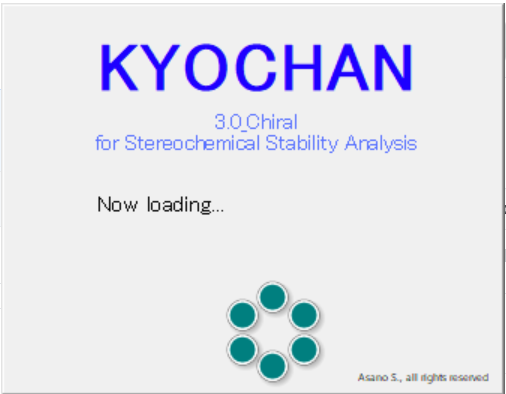 KYOCHAN
3.0_Chiral
for Stereochemical Stability Analysis
Now loading...
Asano S., all rights reserved